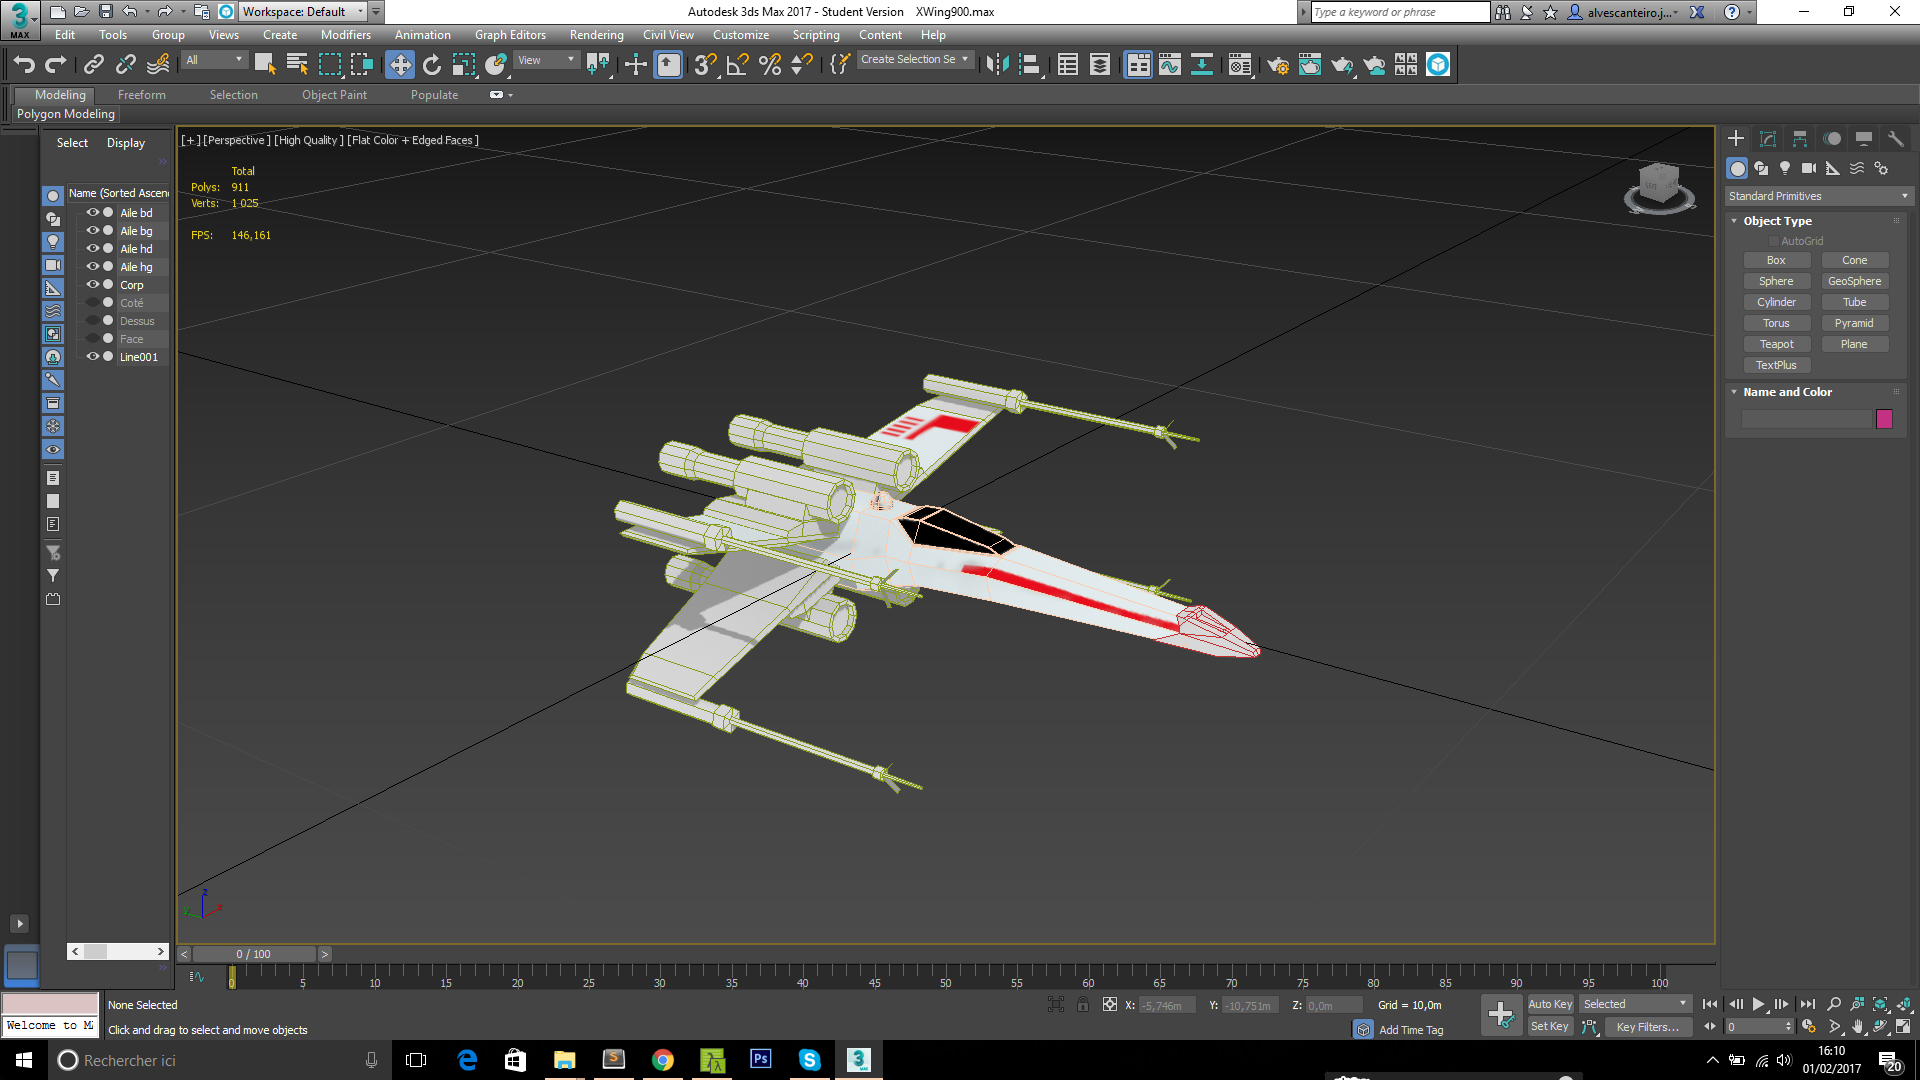 Workspace: Default
Autodesk 3ds Max 2017 - Student Version XWing900.max
Type a keyword or phrase
alvescanteiro.j...
3
MAX
Edit Tools Group Views Create Modifiers Animation Graph Editors Rendering Civil View Customize Scripting Content Help
All
View
Create Selection Se
Modeling Freeform Selection Object Paint Populate
Polygon Modeling
Select Display
Name (Sorted Ascen
Aile bd
Aile bg
Aile hd
Aile hg
Corp
Coté
Dessus
Face
Line001
[+] [Perspective ] [High Quality ] [Flat Color + Edged Faces ]
Total
Polys: 911
Verts: 1 025
FPS: 146,161
Standard Primitives
Object Type
AutoGrid
Box Cone
Sphere GeoSphere
Cylinder Tube
Torus Pyramid
Teapot Plane
TextPlus
Name and Color
z
x
y
< 0 / 100 >
0 5 10 15 20 25 30 35 40 45 50 55 60 65 70 75 80 85 90 95 100
None Selected
X: -5,746m Y: -10,751m Z: 0,0m Grid = 10,0m
Auto Key Selected
Welcome to M
Click and drag to select and move objects
Add Time Tag
Set Key Key Filters...
0
Rechercher ici
Ps
S
3
MAX
16:10
01/02/2017
20